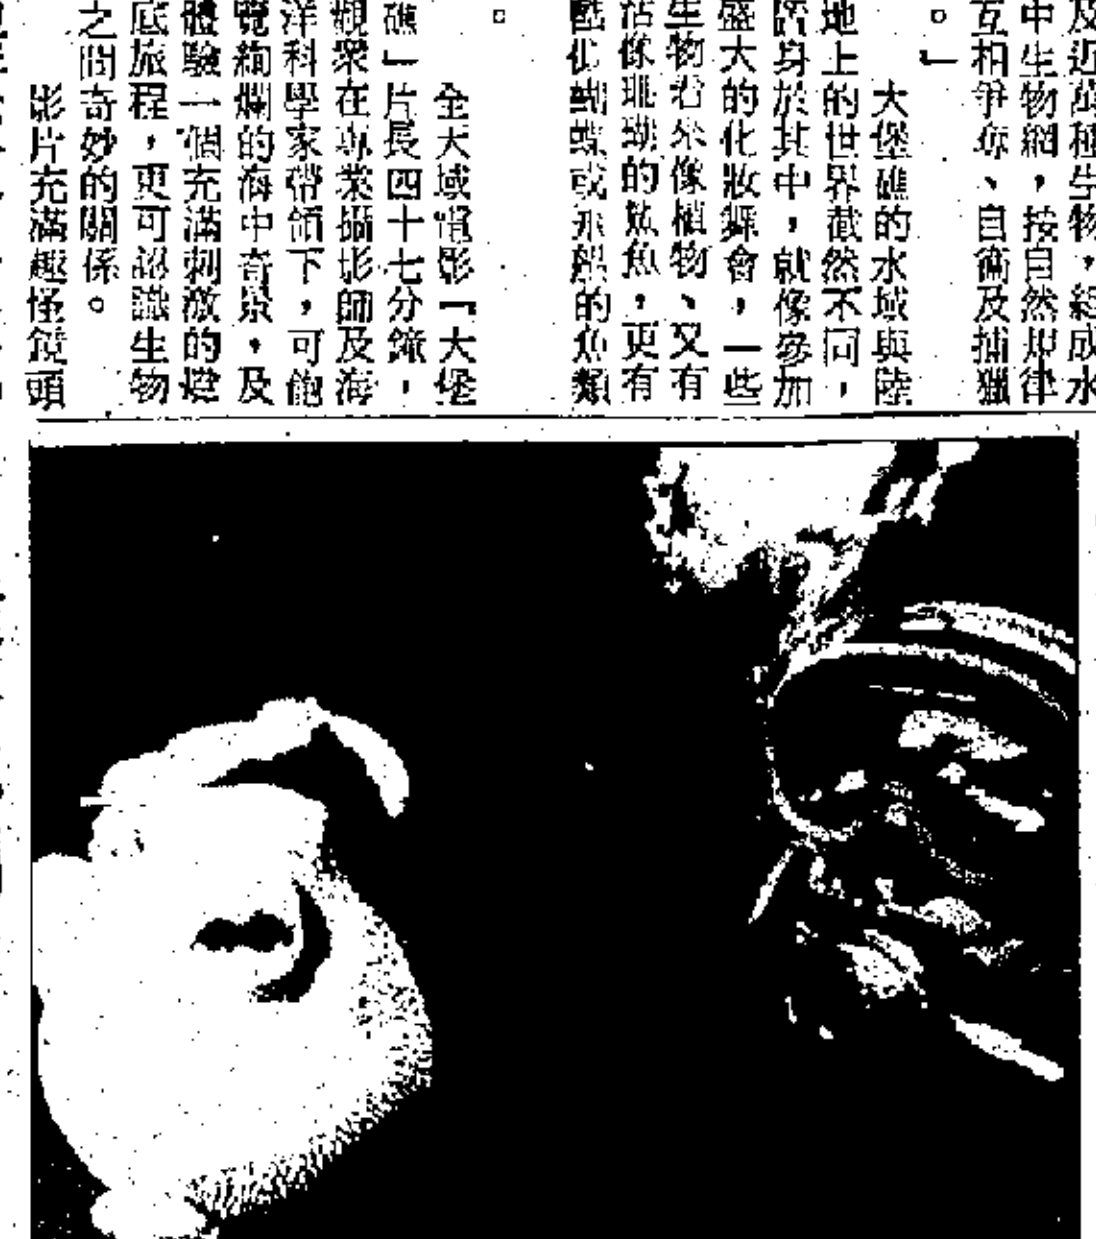 及近萬種生物，組成水
中生物網，按自然規律
互相爭奪、自衛及捕獵
。」
大堡礁的水域與陸
地上的世界截然不同，
置身於其中，就像參加
盛大的化妝舞會，一些
生物看來像植物、又有
活像珊瑚的魚，更有
酷似蝴蝶或飛船的魚類
。
全天域電影『大堡
礁」片長四十七分鐘，
觀眾在專業攝影師及海
洋科學家帶領下，可飽
覽絢爛的海中奇景，及
體驗一個充滿刺激的
底旅程，更可認識生物
之間奇妙的關係。
影片充滿趣怪鏡頭